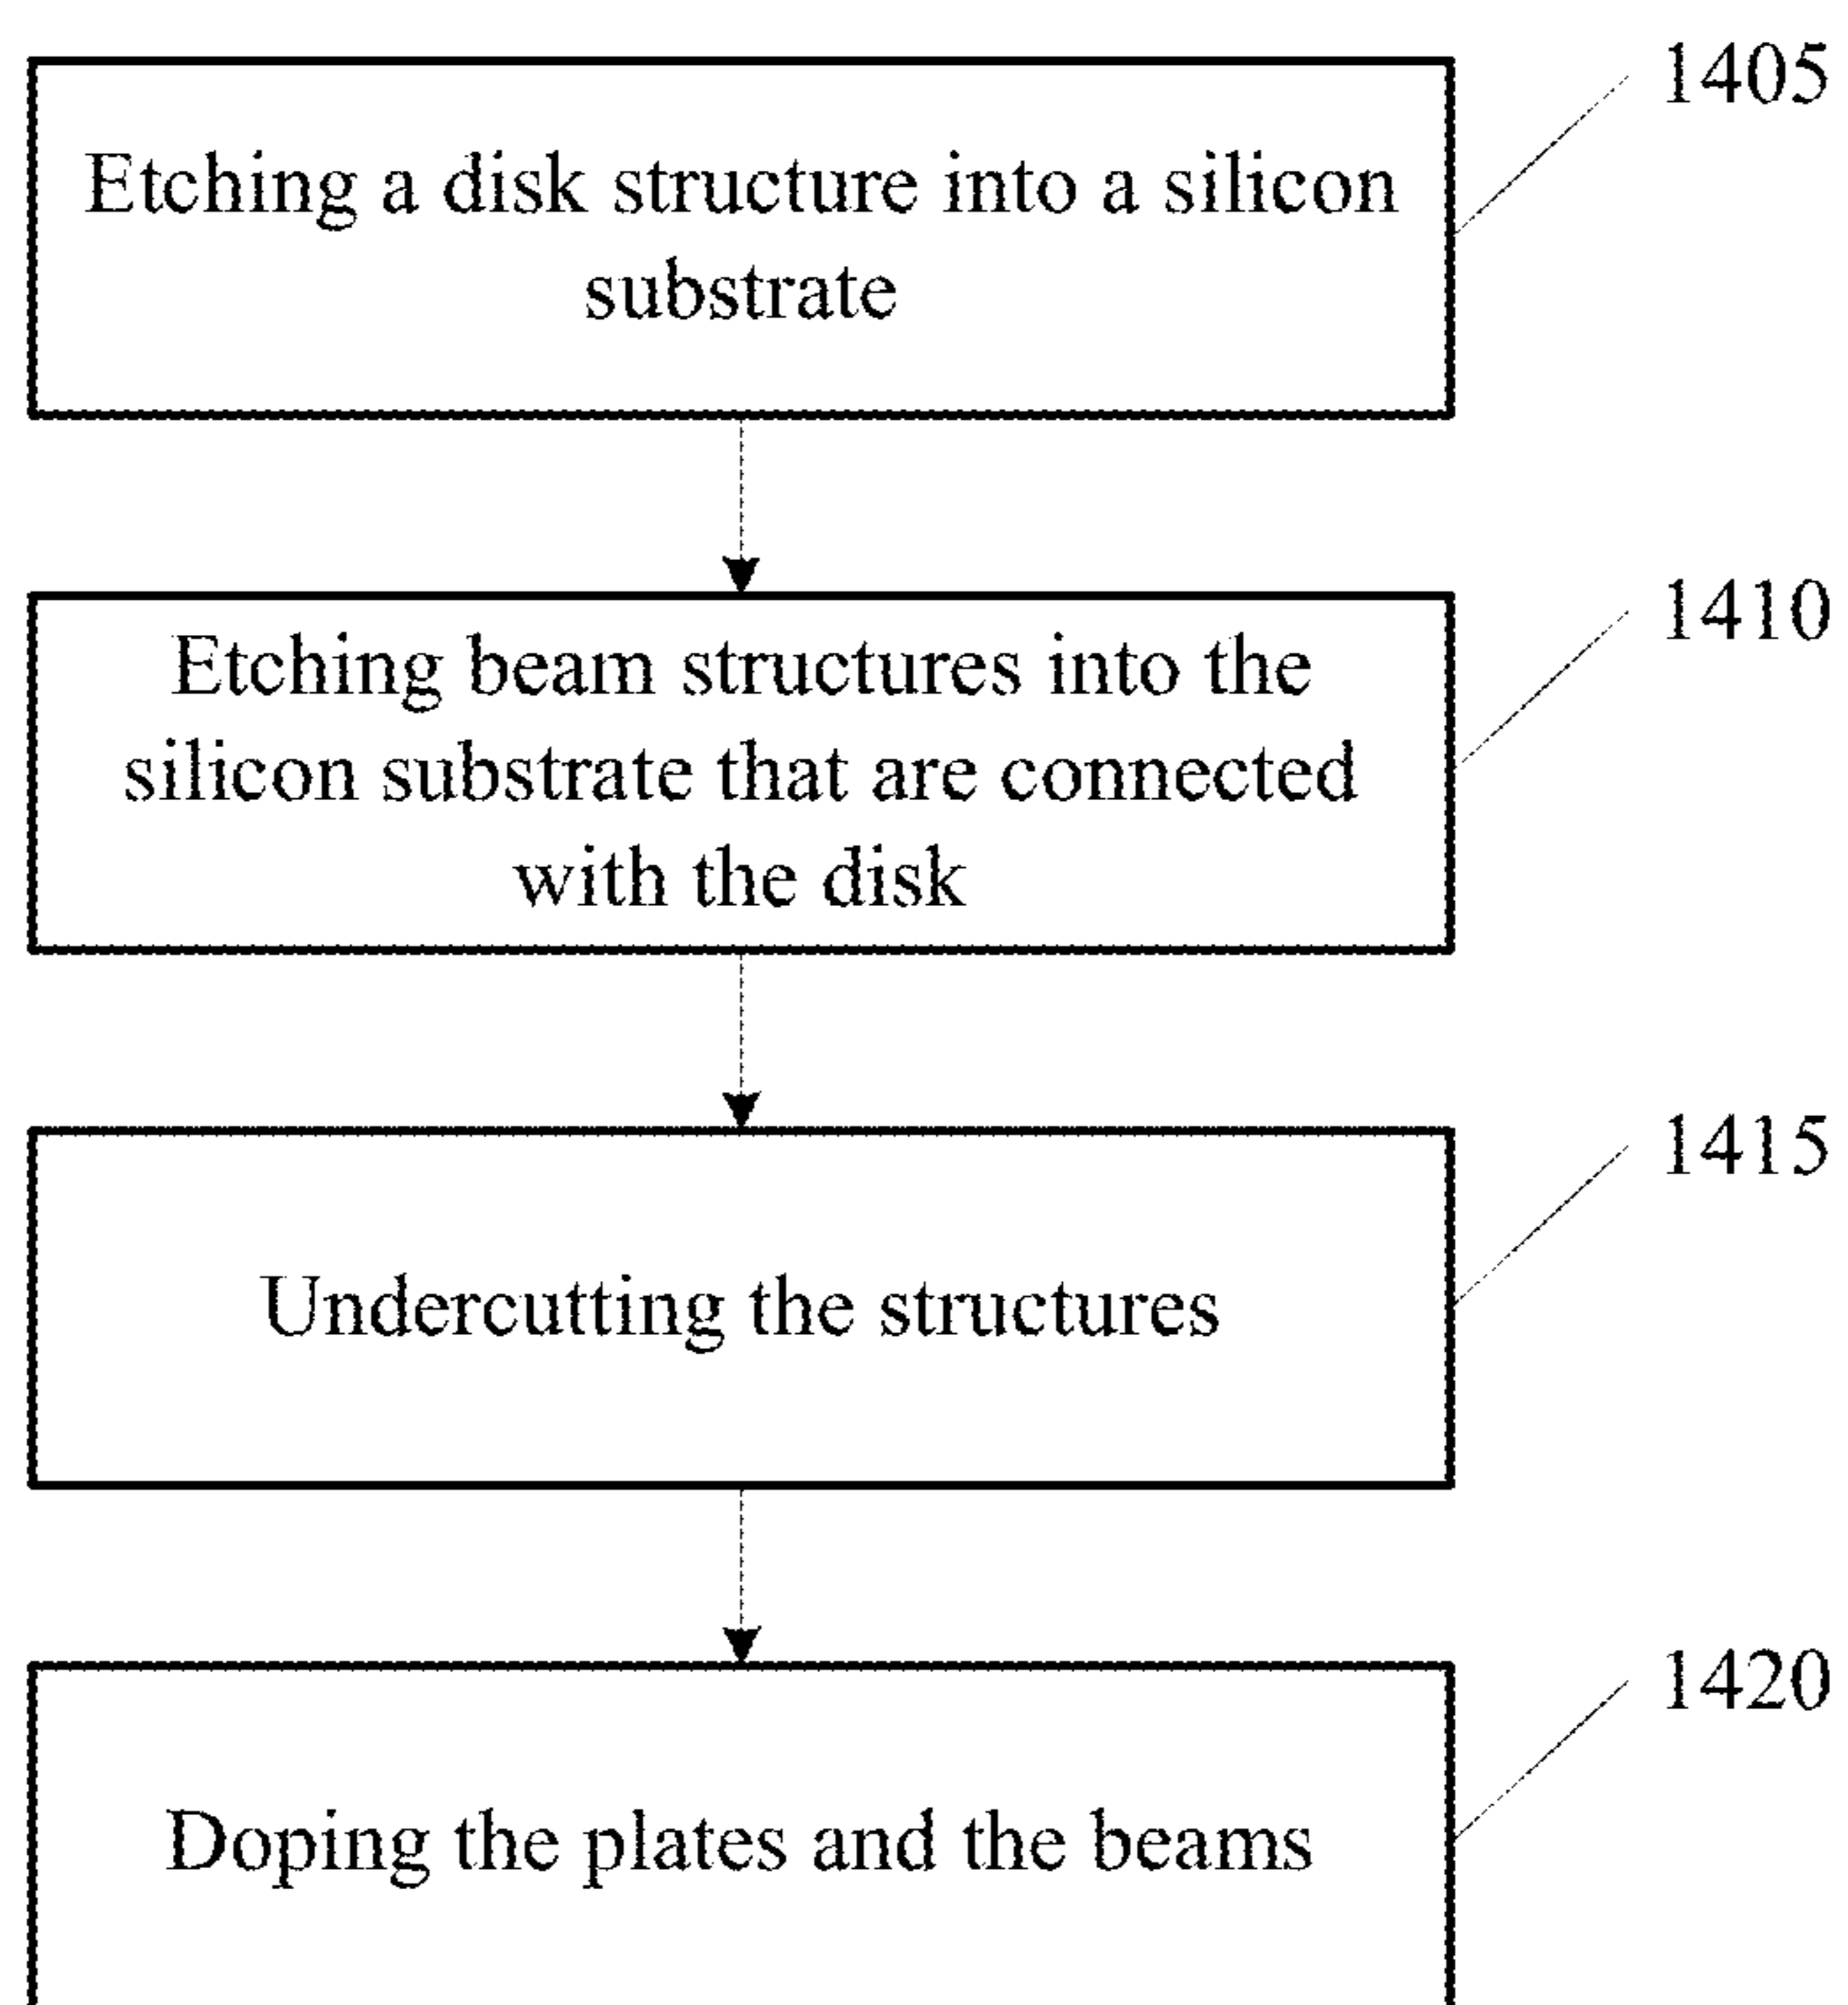 1405
Etching a disk structure into a silicon
substrate
1410
Etching beam structures into the
silicon substrate that are connected
with the disk
1415
Undercutting the structures
1420
Doping the plates and the beams